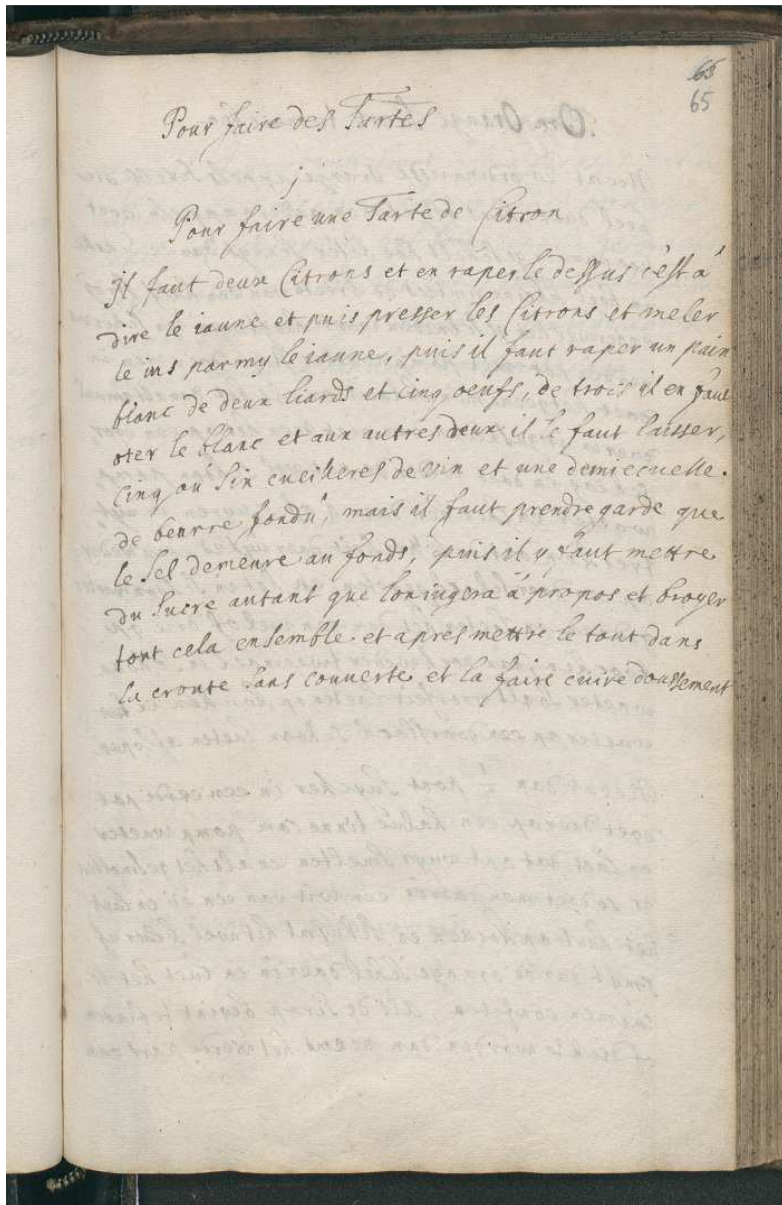 65
65
Pour faire des Tartes
j
Pour faire une Tarte de Citron
Jl faut deux Citrons et en raper le dessus c'est a
dire le iaune et puis presser les Citrons et meler
le ius parmy le iaune, puis il faut raper un pain
blanc de deux liards et cinq oeufs, de trois il en faut
oter le blanc et aux autres deux il le faut laisser,
cinq ou six cueilleres de vin et une demi ecuelle
de beurre fondu, mais il faut prendre garde que
le sel demeure au fonds, puis il y faut mettre
du sucre autant que lon iugera à propos et broyer
tout cela ensemble et apres mettre le tout dans
la croute sans couverte et la faire cuire doussement